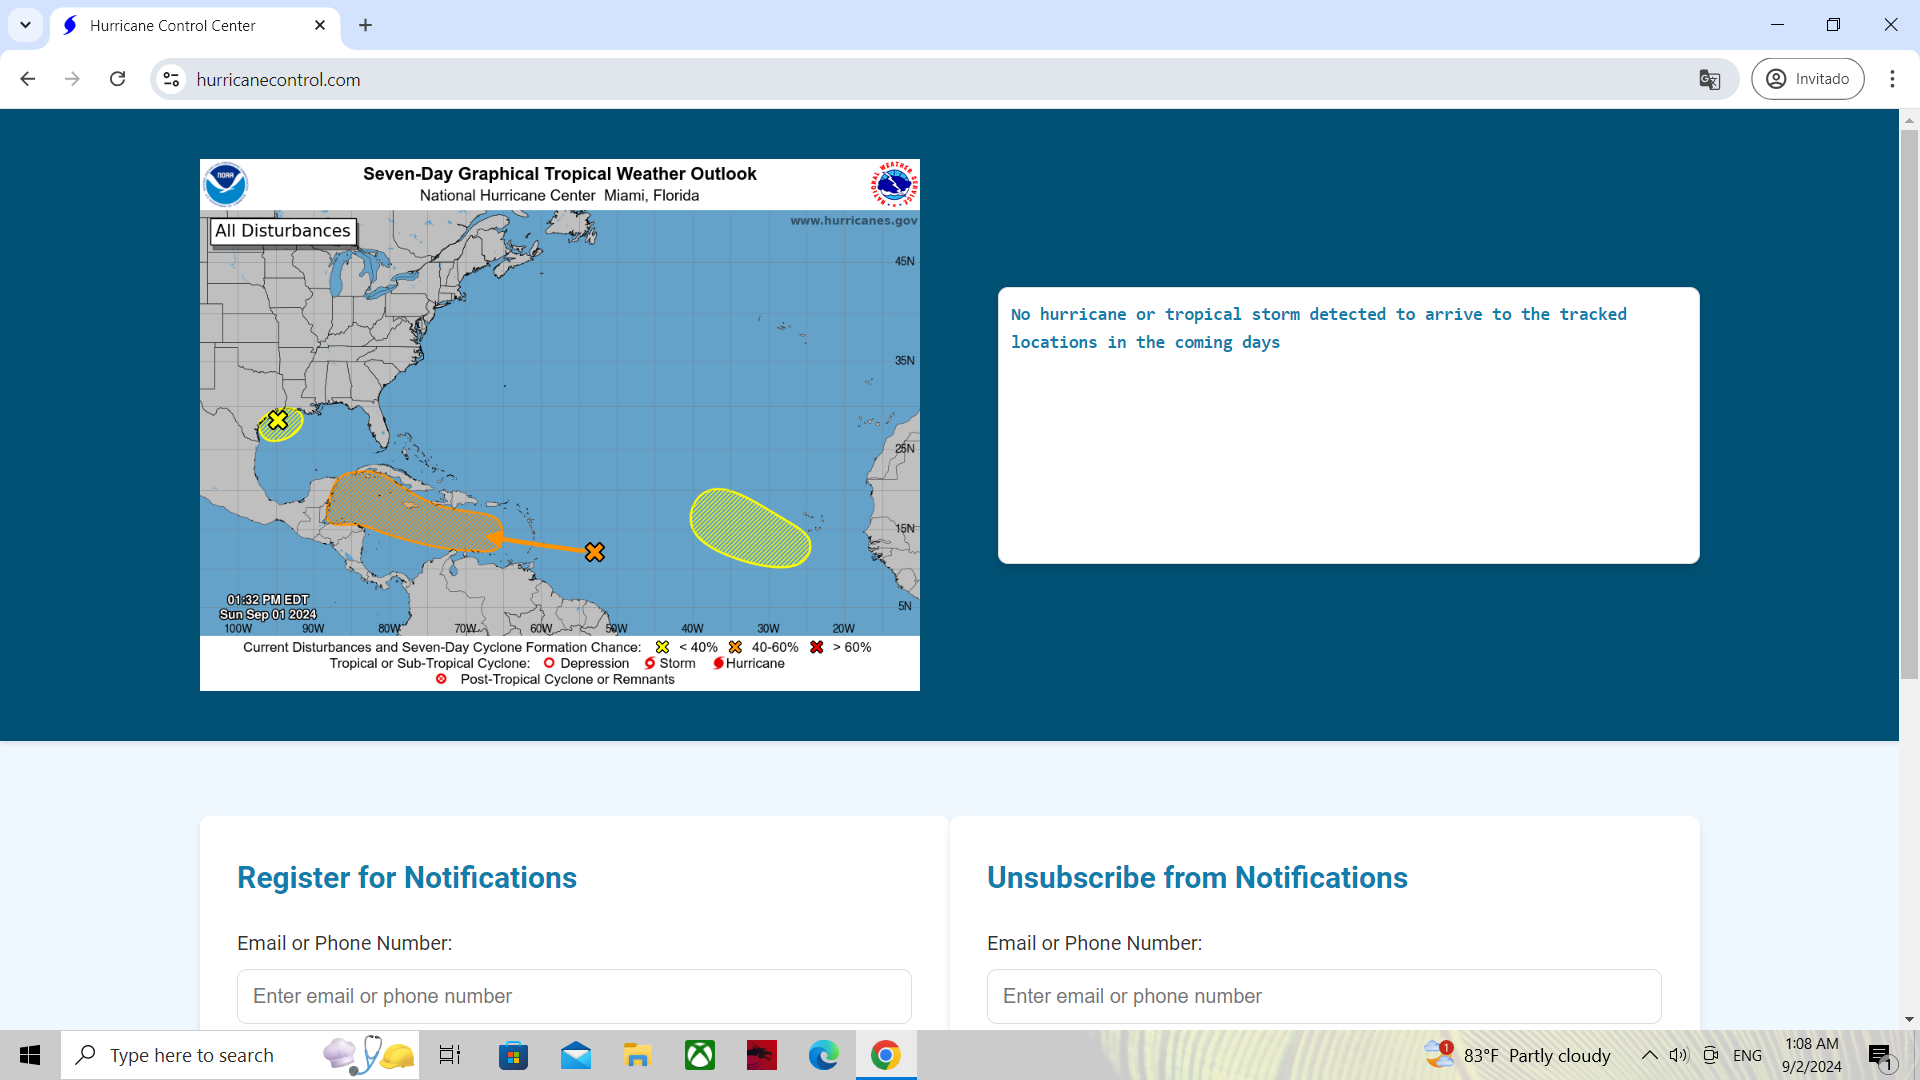 Hurricane Control Center
hurricanecontrol.com
Invitado
NOAA
Seven-Day Graphical Tropical Weather Outlook
National Hurricane Center Miami, Florida
NATIONAL WEATHER SERVICE
All Disturbances
www.hurricanes.gov
45N
35N
25N
15N
5N
01:32 PM EDT
Sun Sep 01 2024
100W 90W 80W 70W 60W 50W 40W 30W 20W
Current Disturbances and Seven-Day Cyclone Formation Chance: < 40% 40-60% > 60%
Tropical or Sub-Tropical Cyclone: Depression Storm Hurricane
Post-Tropical Cyclone or Remnants
No hurricane or tropical storm detected to arrive to the tracked
locations in the coming days
Register for Notifications
Email or Phone Number:
Enter email or phone number
Unsubscribe from Notifications
Email or Phone Number:
Enter email or phone number
Type here to search
1
83°F Partly cloudy
ENG
1:08 AM
9/2/2024
1